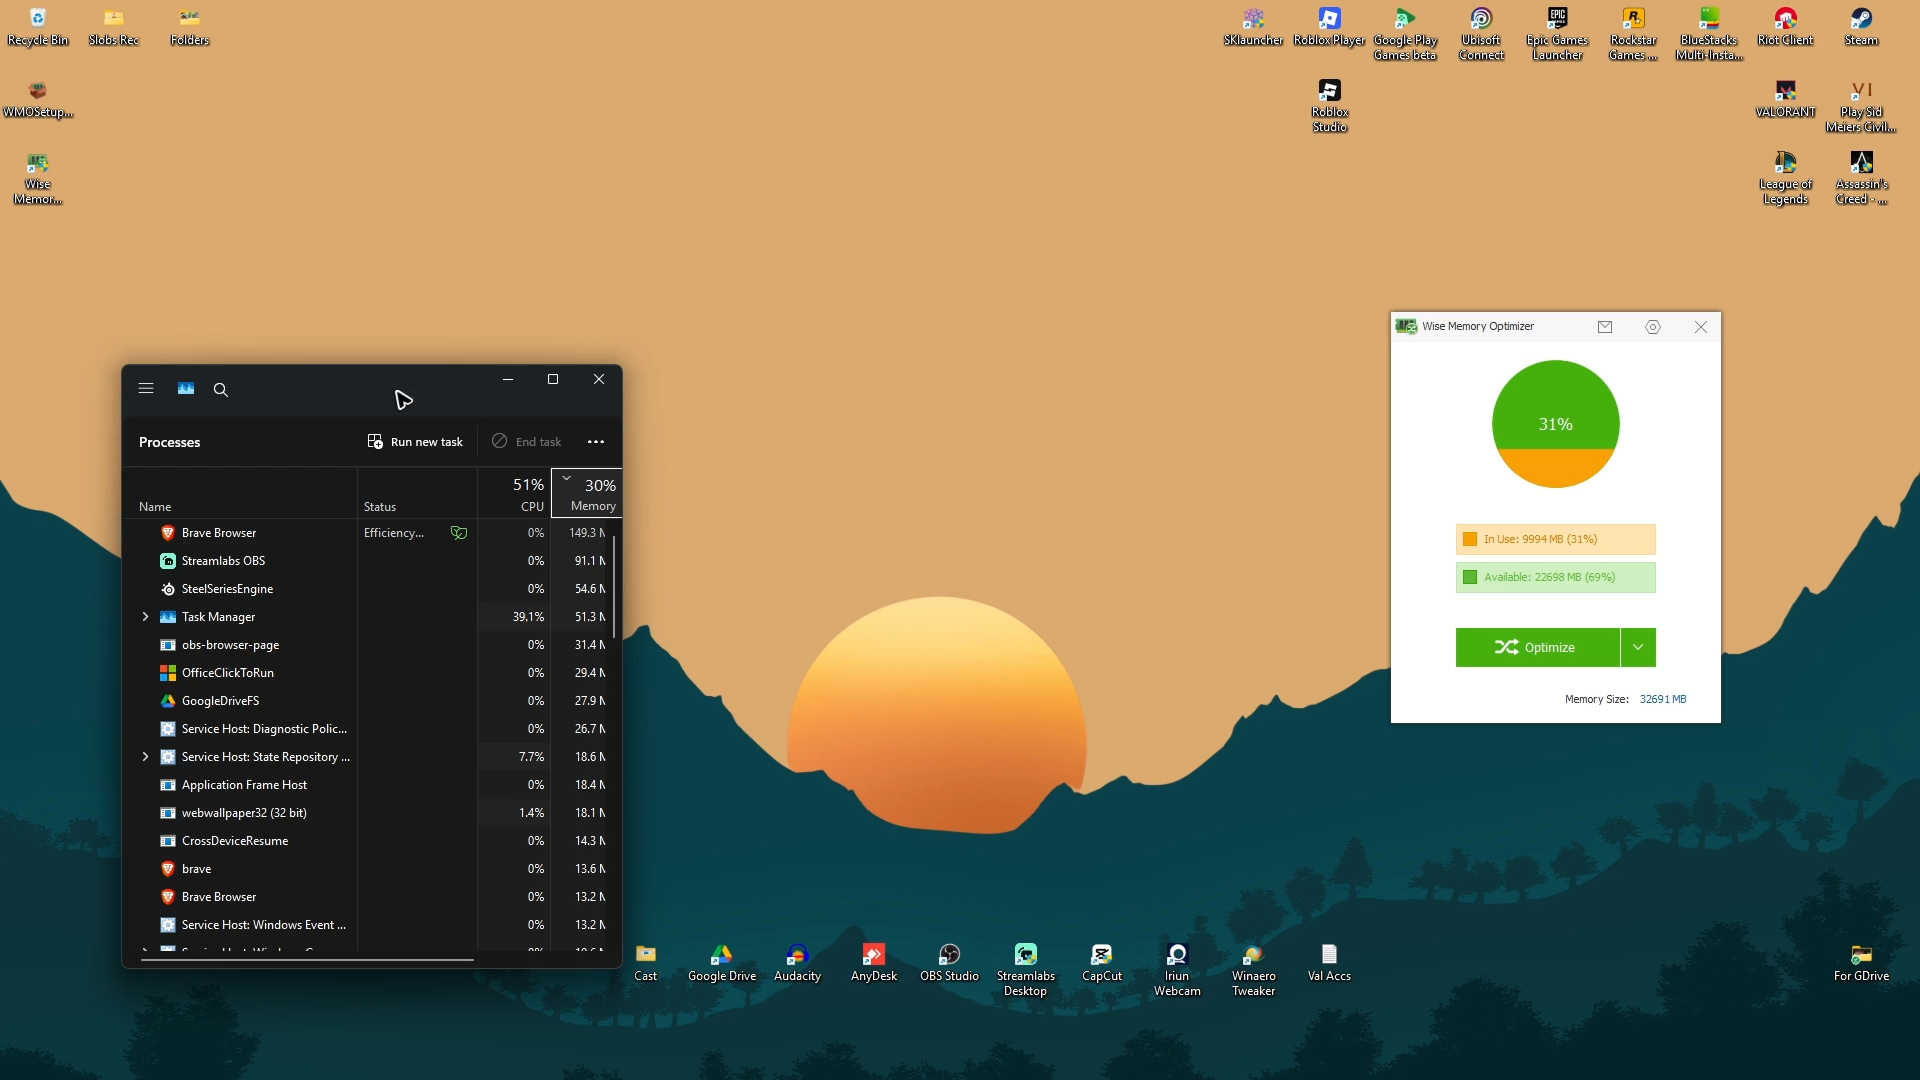 Recycle Bin
Slobs Rec
Folders
SKlauncher
Roblox Player
Google Play
Games beta
Ubisoft
Connect
Epic Games
Launcher
Rockstar
Games ...
BlueStacks
Multi-Insta...
Riot Client
Steam
WMOSetup...
Roblox
Studio
VALORANT
Play Sid
Meiers Civil...
Wise
Memor...
League of
Legends
Assassin's
Creed - ...
Wise Memory Optimizer
31%
In Use: 9994 MB (31%)
Available: 22698 MB (69%)
Optimize
Memory Size: 32691 MB
Processes
Run new task
End task
51%
30%
Name
Status
CPU
Memory
Brave Browser Efficiency... 0% 149.3 M
Streamlabs OBS 0% 91.1 M
SteelSeriesEngine 0% 54.6 M
Task Manager 39.1% 51.3 M
obs-browser-page 0% 31.4 M
OfficeClickToRun 0% 29.4 M
GoogleDriveFS 0% 27.9 M
Service Host: Diagnostic Polic... 0% 26.7 M
Service Host: State Repository ... 7.7% 18.6 M
Application Frame Host 0% 18.4 M
webwallpaper32 (32 bit) 1.4% 18.1 M
CrossDeviceResume 0% 14.3 M
brave 0% 13.6 M
Brave Browser 0% 13.2 M
Service Host: Windows Event ... 0% 13.2 M
Cast
Google Drive
Audacity
AnyDesk
OBS Studio
Streamlabs
Desktop
CapCut
Iriun
Webcam
Winaero
Tweaker
Val Accs
For GDrive